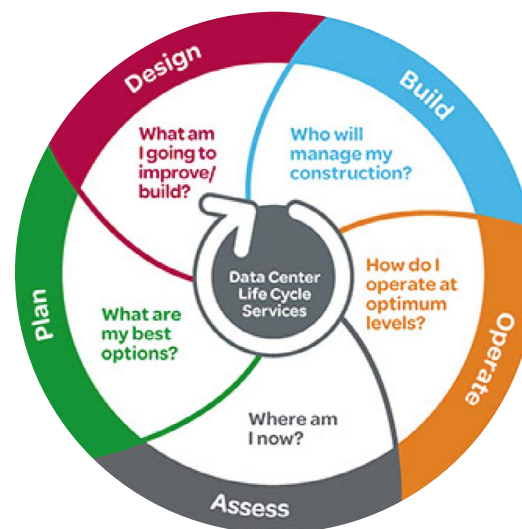 Design
What am
I going to
improve/
build?
Build
Who will
manage my
construction?
Operate
How do I
operate at
optimum
levels?
Assess
Where am
I now?
Plan
What are
my best
options?
Data Center
Life Cycle
Services